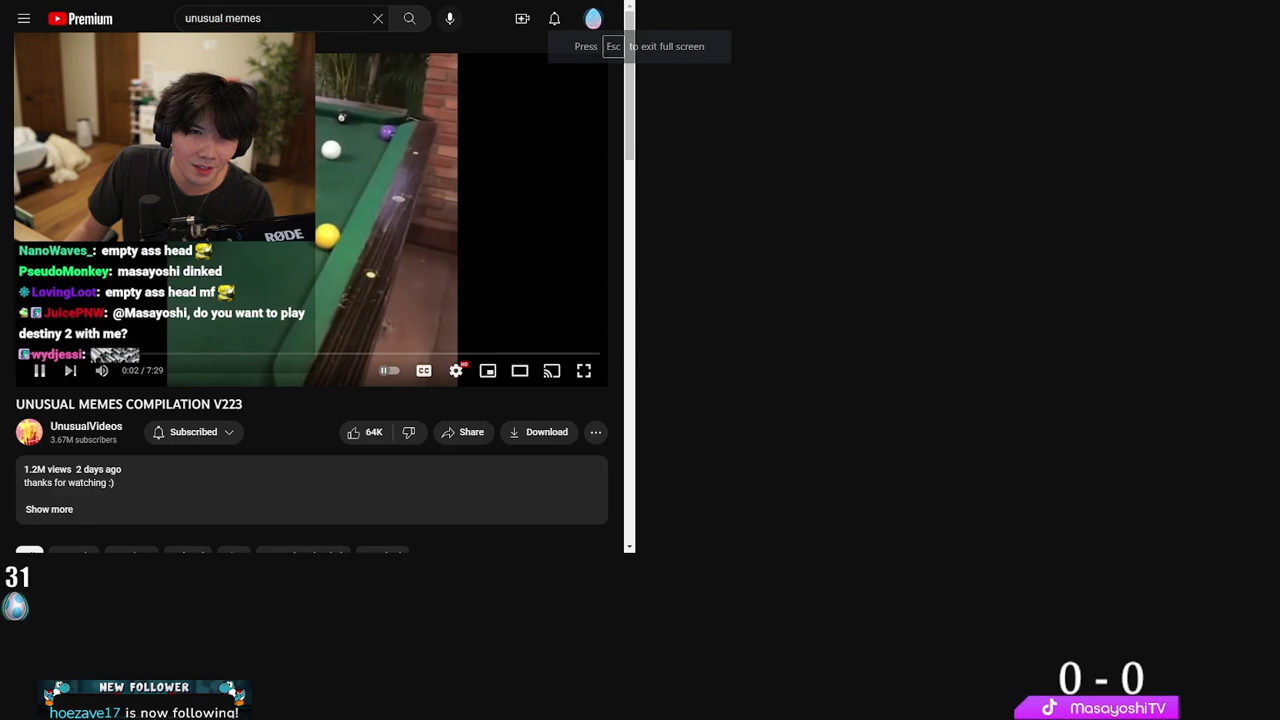 Premium
unusual memes
Press Esc to exit full screen
RØDE
NanoWaves_: empty ass head
PseudoMonkey: masayoshi dinked
LovingLoot: empty ass head mf
JuicePNW: @Masayoshi, do you want to play
destiny 2 with me?
wydjessi:
0:02 / 7:29
CC
HD
UNUSUAL MEMES COMPILATION V223
UnusualVideos
3.67M subscribers
Subscribed
64K
Share
Download
1.2M views 2 days ago
thanks for watching :)
Show more
31
0 - 0
NEW FOLLOWER
hoezave17 is now following!
MasayoshiTV